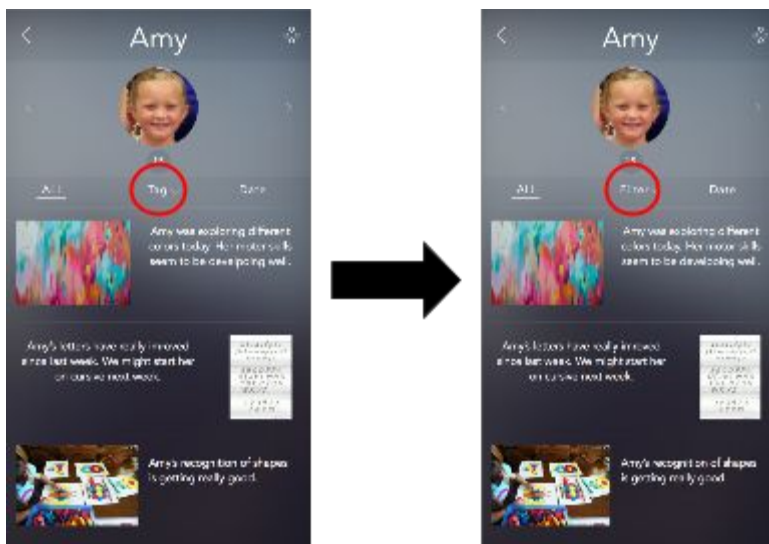 Amy
All
Tag
Date
Amy was exploring different
colors today. Her motor skills
seem to be developing well.
Amy's letters have really imroved
since last week. We might start her
on cursive next week.
Amy's recognition of shapes
is getting really good.
Amy
All
Filter
Date
Amy was exploring different
colors today. Her motor skills
seem to be developing well.
Amy's letters have really imroved
since last week. We might start her
on cursive next week.
Amy's recognition of shapes
is getting really good